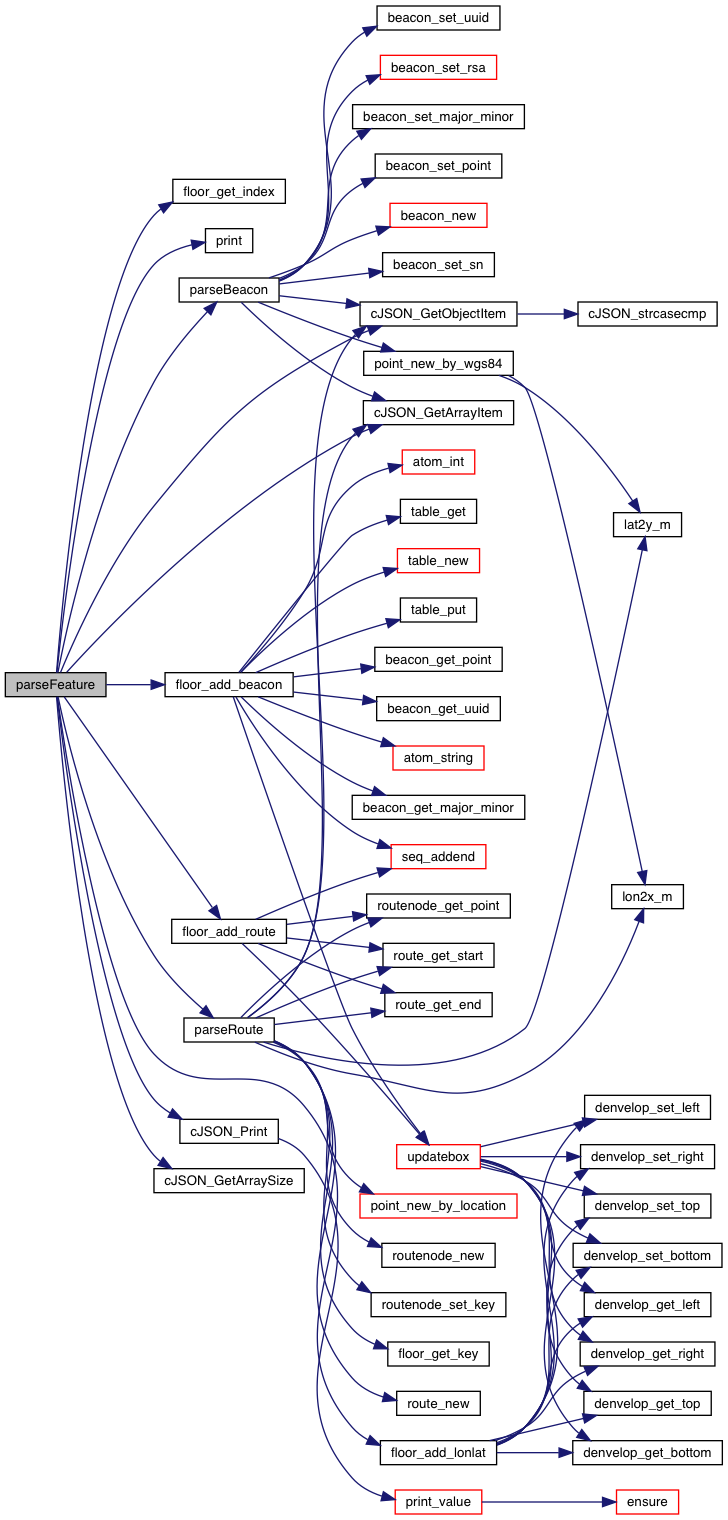 beacon_set_uuid
beacon_set_rsa
beacon_set_major_minor
beacon_set_point
floor_get_index
beacon_new
print
beacon_set_sn
parseBeacon
cJSON_GetObjectItem
cJSON_strcasecmp
point_new_by_wgs84
cJSON_GetArrayItem
atom_int
table_get
lat2y_m
table_new
table_put
beacon_get_point
parseFeature
floor_add_beacon
beacon_get_uuid
atom_string
beacon_get_major_minor
seq_addend
lon2x_m
routenode_get_point
floor_add_route
route_get_start
route_get_end
parseRoute
denvelop_set_left
cJSON_Print
updatebox
denvelop_set_right
cJSON_GetArraySize
point_new_by_location
denvelop_set_top
routenode_new
denvelop_set_bottom
routenode_set_key
denvelop_get_left
floor_get_key
denvelop_get_right
route_new
denvelop_get_top
floor_add_lonlat
denvelop_get_bottom
print_value
ensure